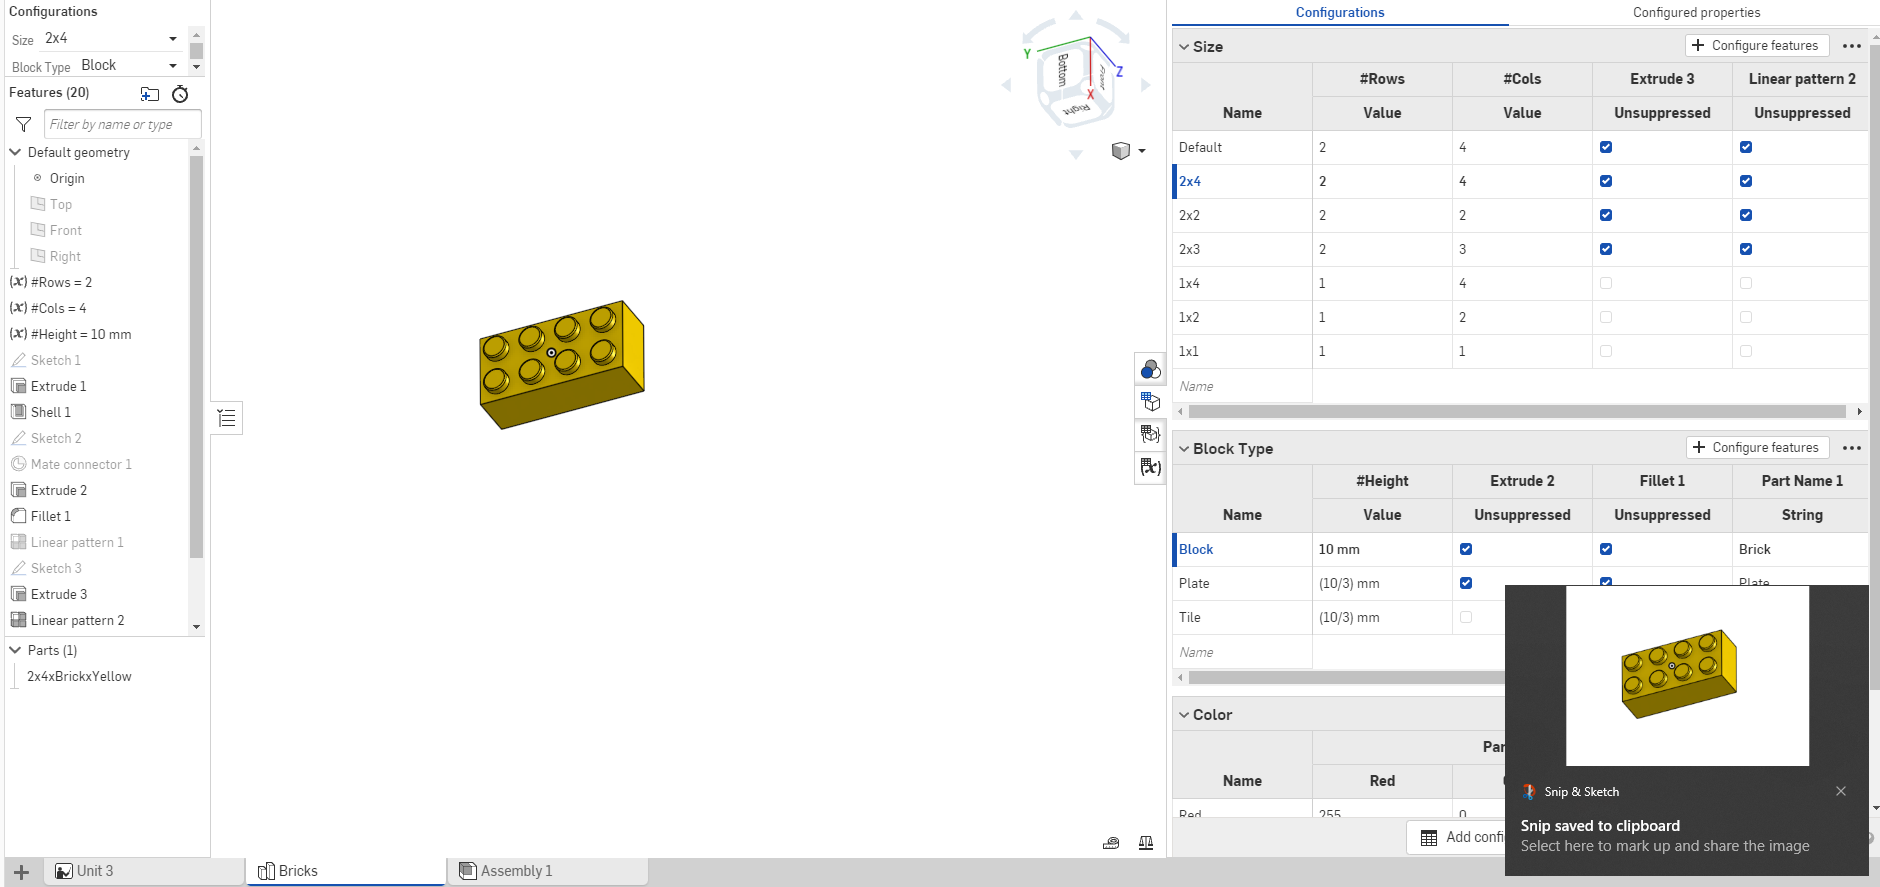 Configurations
Size 2x4
Block Type Block
Features (20)
Filter by name or type
Default geometry
Origin
Top
Front
Right
(x) #Rows = 2
(x) #Cols = 4
(x) #Height = 10 mm
Sketch 1
Extrude 1
Shell 1
Sketch 2
Mate connector 1
Extrude 2
Fillet 1
Linear pattern 1
Sketch 3
Extrude 3
Linear pattern 2
Parts (1)
2x4xBrickxYellow
Y
Bottom
Front
Z
X
Right
Configurations Configured properties
Size + Configure features
#Rows #Cols Extrude 3 Linear pattern 2
Name Value Value Unsuppressed Unsuppressed
Default 2 4
2x4 2 4
2x2 2 2
2x3 2 3
1x4 1 4
1x2 1 2
1x1 1 1
Name
Block Type + Configure features
#Height Extrude 2 Fillet 1 Part Name 1
Name Value Unsuppressed Unsuppressed String
Block 10 mm Brick
Plate (10/3) mm Plate
Tile (10/3) mm
Name
Color
Par
Name Red
Red 255 0
Add confi
Snip & Sketch
Snip saved to clipboard
Select here to mark up and share the image
Unit 3 Bricks Assembly 1